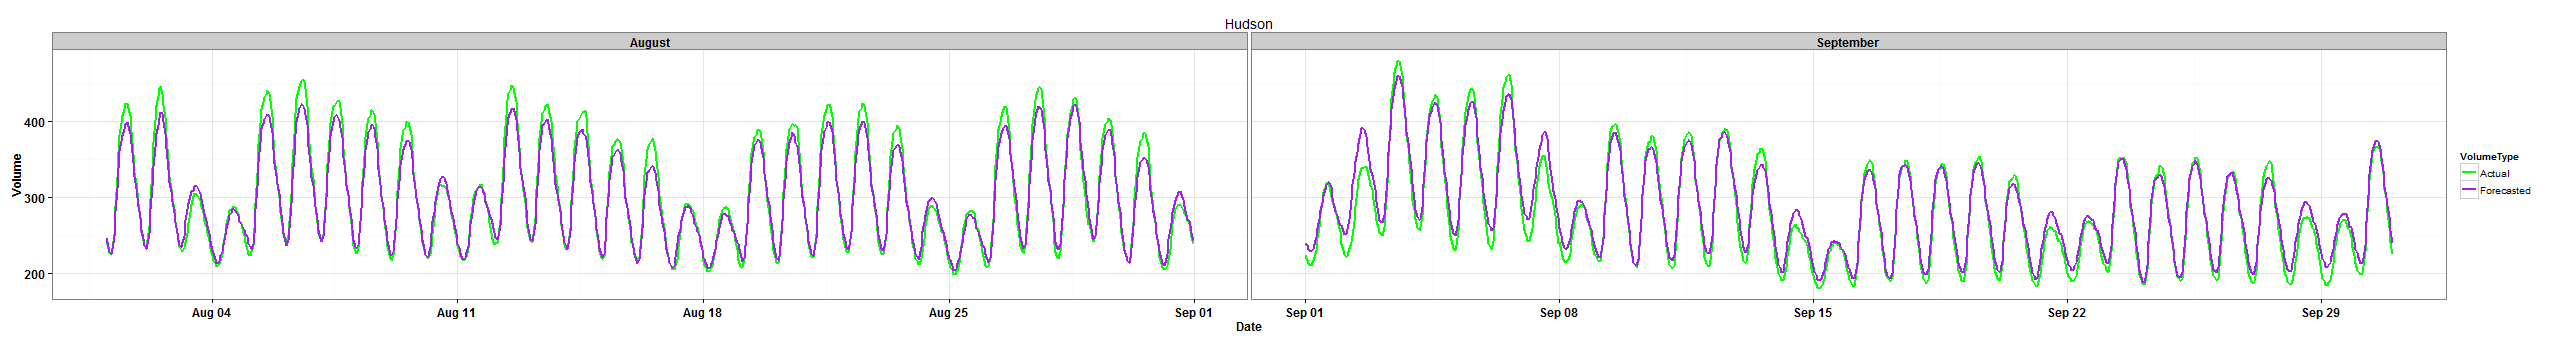 Hudson
August
September
Volume
400
300
200
Aug 04
Aug 11
Aug 18
Aug 25
Sep 01
Sep 01
Sep 08
Sep 15
Sep 22
Sep 29
Date
VolumeType
Actual
Forecasted